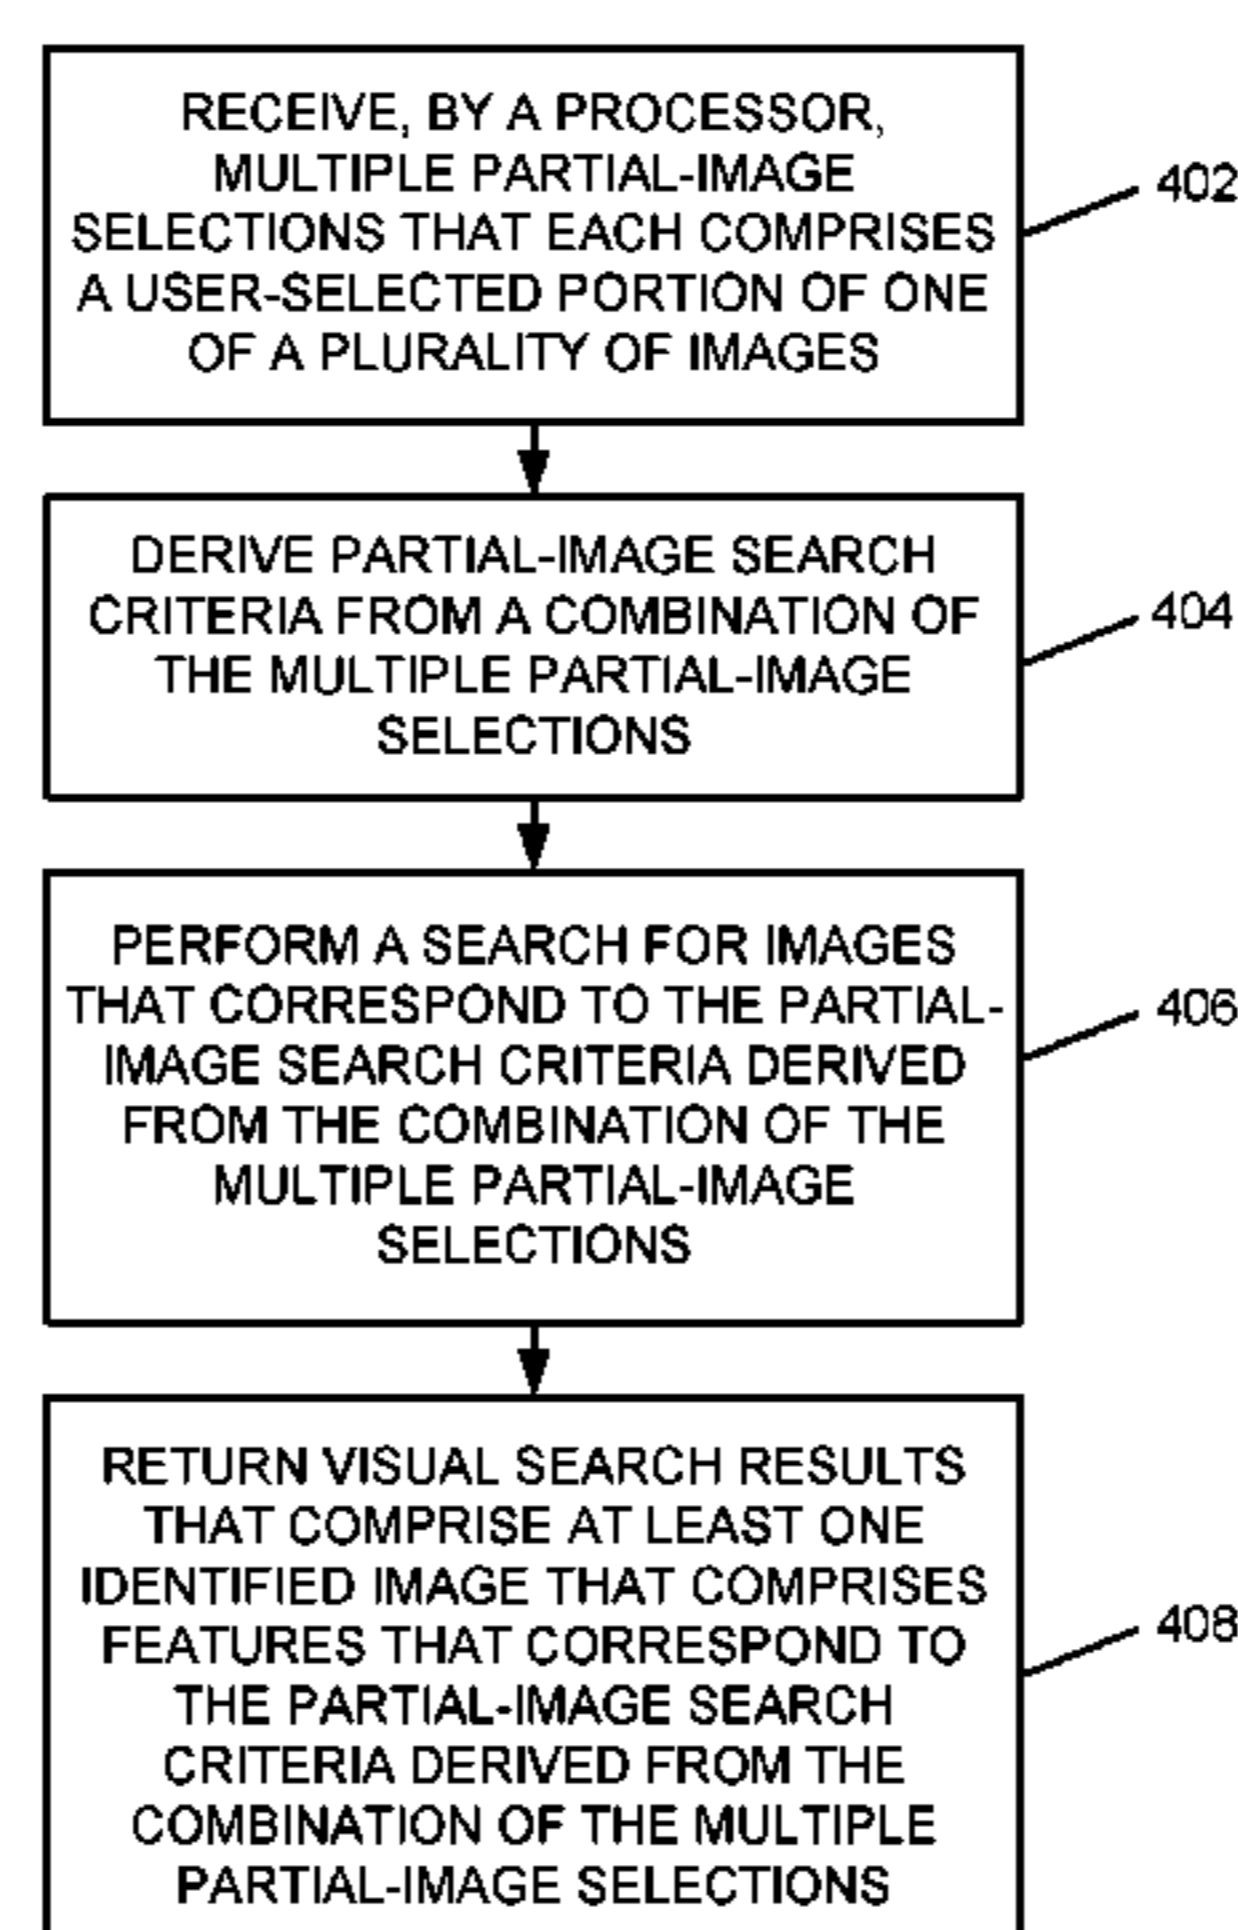 RECEIVE, BY A PROCESSOR,
MULTIPLE PARTIAL-IMAGE
SELECTIONS THAT EACH COMPRISES
A USER-SELECTED PORTION OF ONE
OF A PLURALITY OF IMAGES
402
DERIVE PARTIAL-IMAGE SEARCH
CRITERIA FROM A COMBINATION OF
THE MULTIPLE PARTIAL-IMAGE
SELECTIONS
404
PERFORM A SEARCH FOR IMAGES
THAT CORRESPOND TO THE PARTIAL-
IMAGE SEARCH CRITERIA DERIVED
FROM THE COMBINATION OF THE
MULTIPLE PARTIAL-IMAGE
SELECTIONS
406
RETURN VISUAL SEARCH RESULTS
THAT COMPRISE AT LEAST ONE
IDENTIFIED IMAGE THAT COMPRISES
FEATURES THAT CORRESPOND TO
THE PARTIAL-IMAGE SEARCH
CRITERIA DERIVED FROM THE
COMBINATION OF THE MULTIPLE
PARTIAL-IMAGE SELECTIONS
408